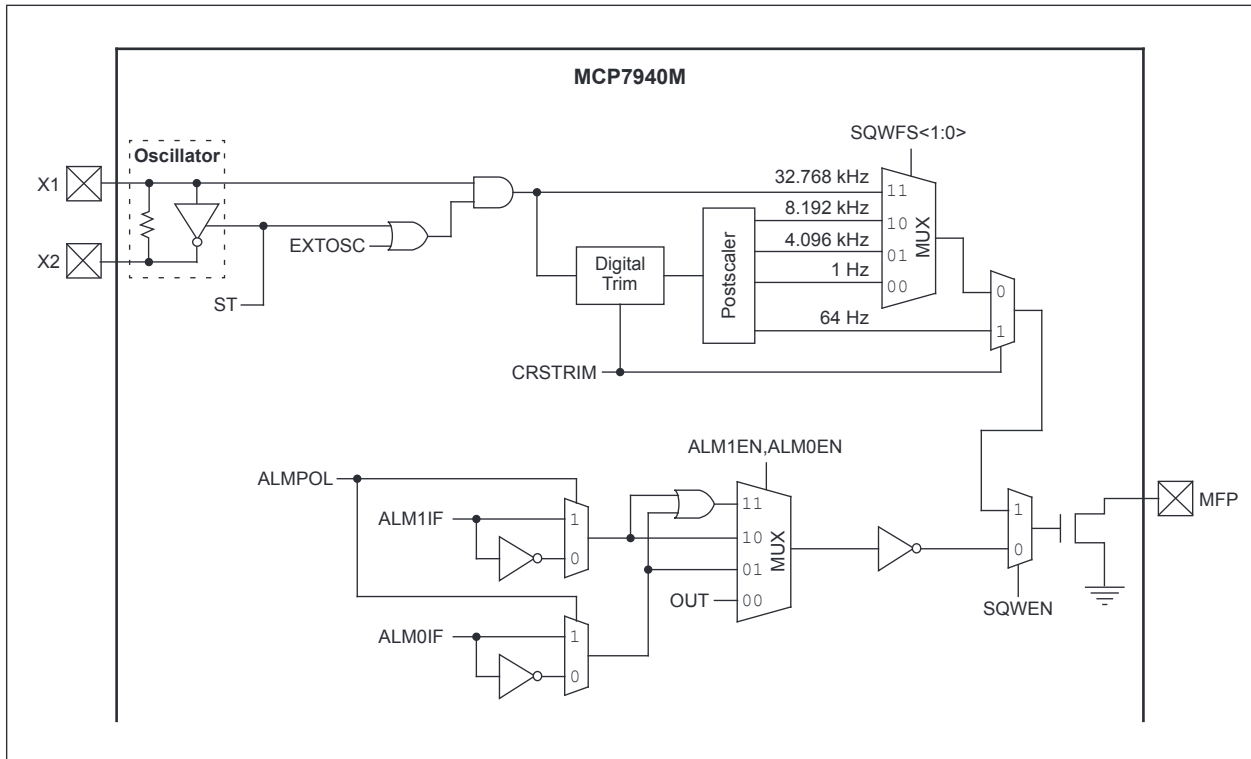 MCP7940M
SQWFS<1:0>
Oscillator
X1
X2
EXTOSC
ST
Digital
Trim
Postscaler
32.768 kHz
8.192 kHz
4.096 kHz
1 Hz
64 Hz
11
10
01
00
MUX
0
1
CRSTRIM
ALM1EN,ALM0EN
ALMPOL
ALM1IF
1
0
ALM0IF
1
0
OUT
11
10
01
00
MUX
1
0
SQWEN
MFP